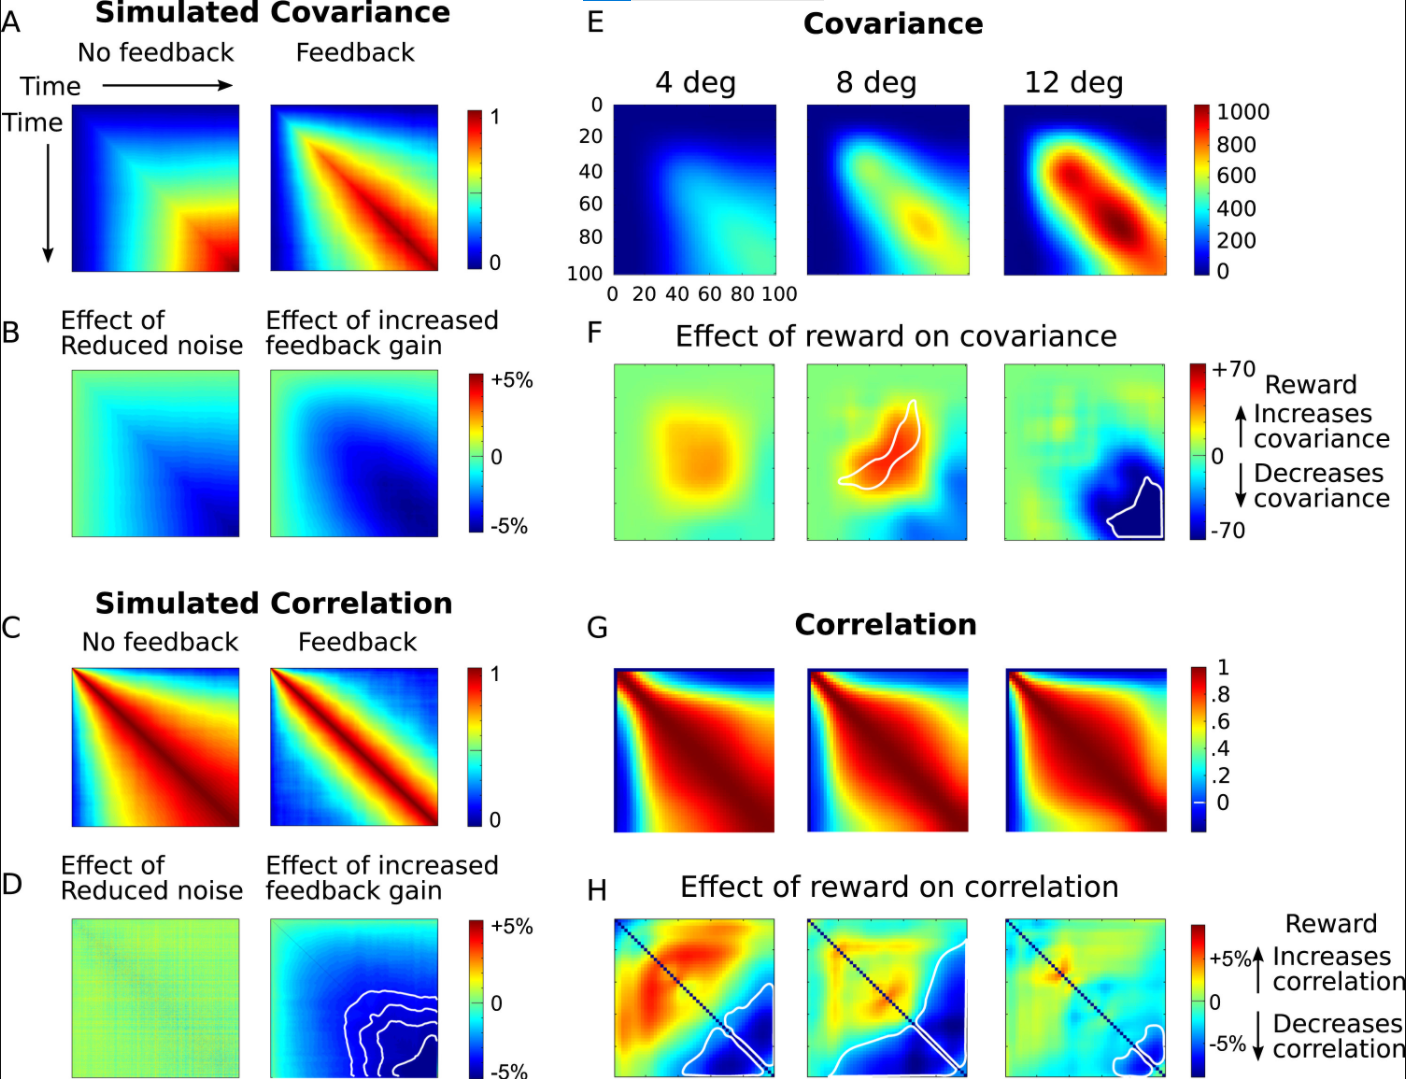 A
Simulated Covariance
No feedback
Feedback
Time
Time
1
0
B
Effect of
Reduced noise
Effect of increased
feedback gain
+5%
0
-5%
Simulated Correlation
C
No feedback
Feedback
1
0
D
Effect of
Reduced noise
Effect of increased
feedback gain
+5%
0
-5%
E
Covariance
4 deg
8 deg
12 deg
0
20
40
60
80
100
0 20 40 60 80 100
1000
800
600
400
200
0
F
Effect of reward on covariance
+70
0
-70
Reward
Increases
covariance
Decreases
covariance
G
Correlation
1
.8
.6
.4
.2
0
H
Effect of reward on correlation
+5%
0
-5%
Reward
Increases
correlation
Decreases
correlation